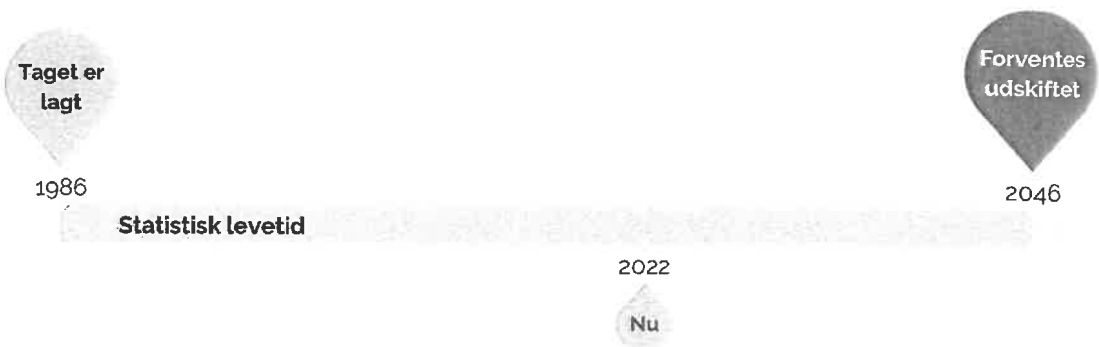 Taget er
lagt
Forventes
udskiftet
1986
2046
Statistisk levetid
2022
Nu